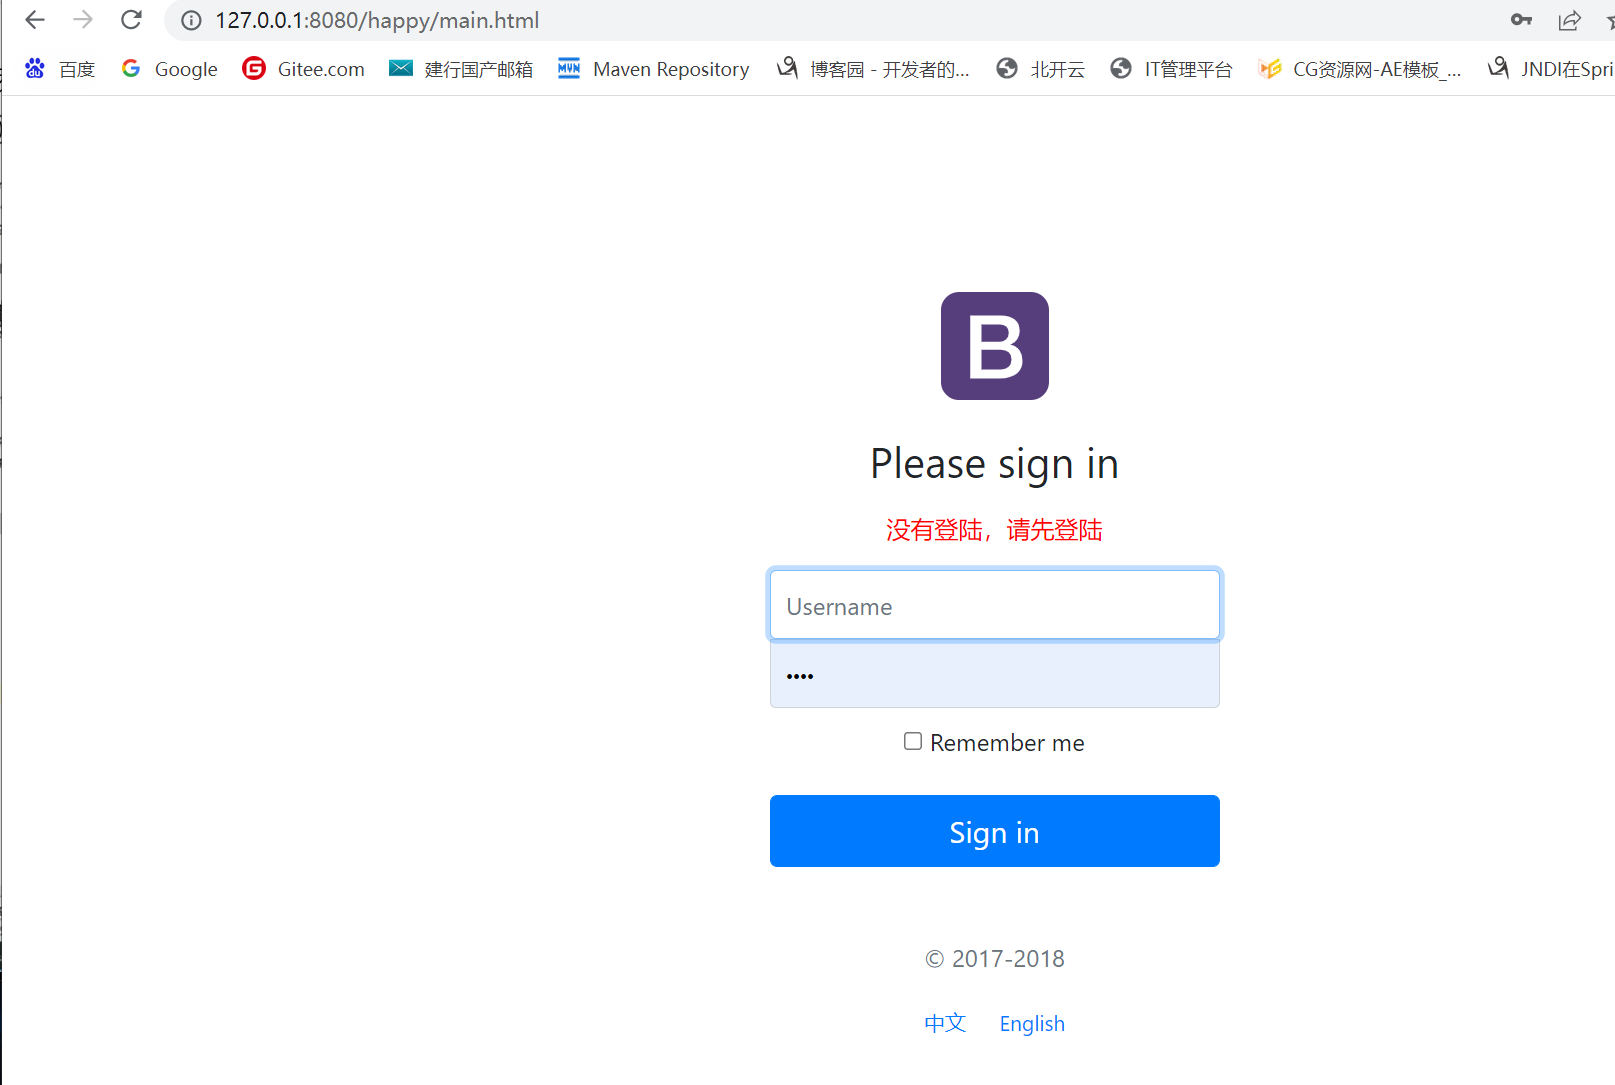 127.0.0.1:8080/happy/main.html
百度 Google Gitee.com 建行国产邮箱 Maven Repository 博客园 - 开发者的... 北开云 IT管理平台 CG资源网-AE模板_... JNDI在Spri
B
Please sign in
没有登陆，请先登陆
Username
••••
Remember me
Sign in
© 2017-2018
中文 English